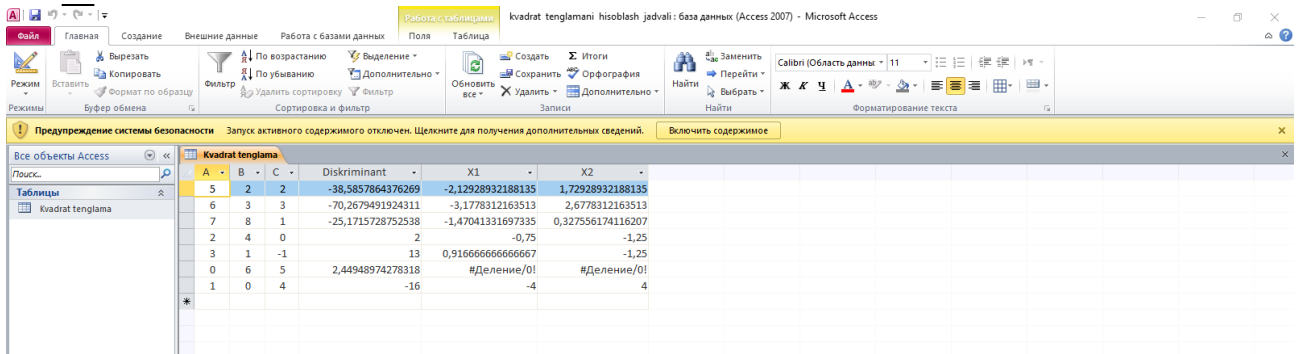 Работа с таблицами kvadrat tenglamani hisoblash jadvali : база данных (Access 2007) - Microsoft Access
Файл Главная Создание Внешние данные Работа с базами данных Поля Таблица
Режим
Режимы
Вставить
Вырезать
Копировать
Формат по образцу
Буфер обмена
Фильтр
По возрастанию
По убыванию
Удалить сортировку
Выделение
Дополнительно
Фильтр
Сортировка и фильтр
Обновить
все
Создать
Сохранить
Удалить
Итоги
Орфография
Дополнительно
Записи
Найти
Заменить
Перейти
Выбрать
Найти
Calibri (Область данны 11
Ж К Ч А
Форматирование текста
Предупреждение системы безопасности Запуск активного содержимого отключен. Щелкните для получения дополнительных сведений. Включить содержимое
Все объекты Access
Поиск...
Таблицы
Kvadrat tenglama
Kvadrat tenglama
A B C Diskriminant X1 X2
5 2 2 -38,5857864376269 -2,12928932188135 1,72928932188135
6 3 3 -70,2679491924311 -3,1778312163513 2,6778312163513
7 8 1 -25,1715728752538 -1,47041331697335 0,327556174116207
2 4 0 2 -0,75 -1,25
3 1 -1 13 0,916666666666667 -1,25
0 6 5 2,44948974278318 #Деление/0! #Деление/0!
1 0 4 -16 -4 4